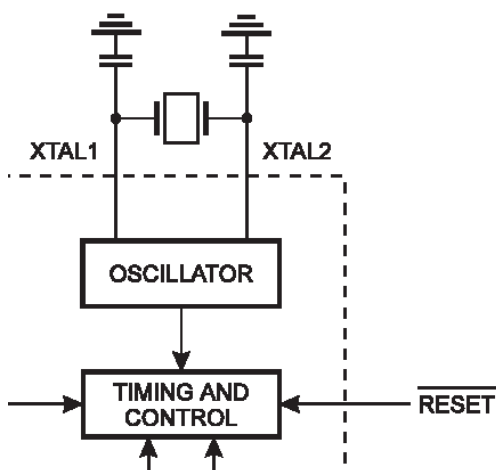 XTAL1
XTAL2
OSCILLATOR
TIMING AND
CONTROL
RESET